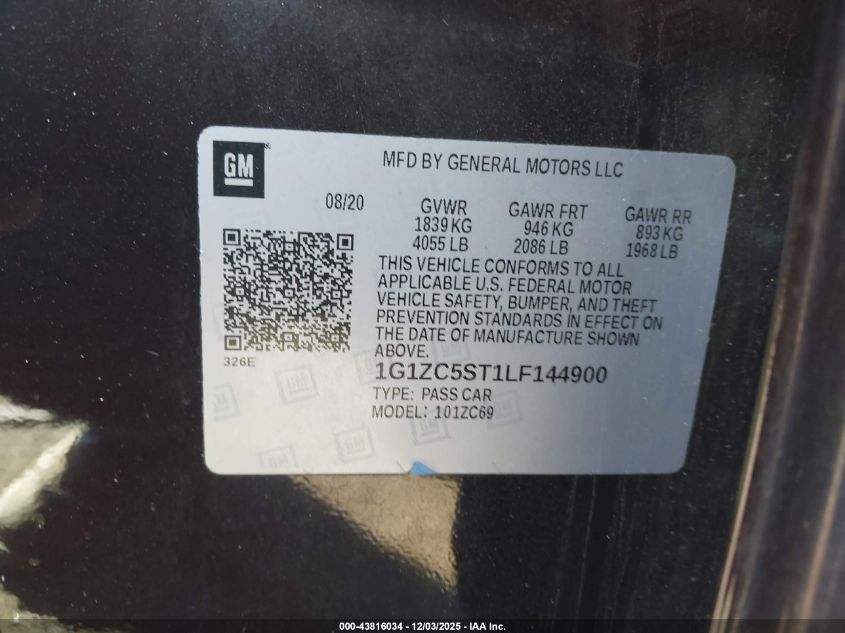 GM
MFD BY GENERAL MOTORS LLC
08/20
GVWR
1839 KG
4055 LB
GAWR FRT
946 KG
2086 LB
GAWR RR
893 KG
1968 LB
THIS VEHICLE CONFORMS TO ALL
APPLICABLE U.S. FEDERAL MOTOR
VEHICLE SAFETY, BUMPER, AND THEFT
PREVENTION STANDARDS IN EFFECT ON
THE DATE OF MANUFACTURE SHOWN
ABOVE.
326E
1G1ZC5ST1LF144900
TYPE: PASS CAR
MODEL: 101ZC69
000-43816034 - 12/03/2025 - IAA Inc.